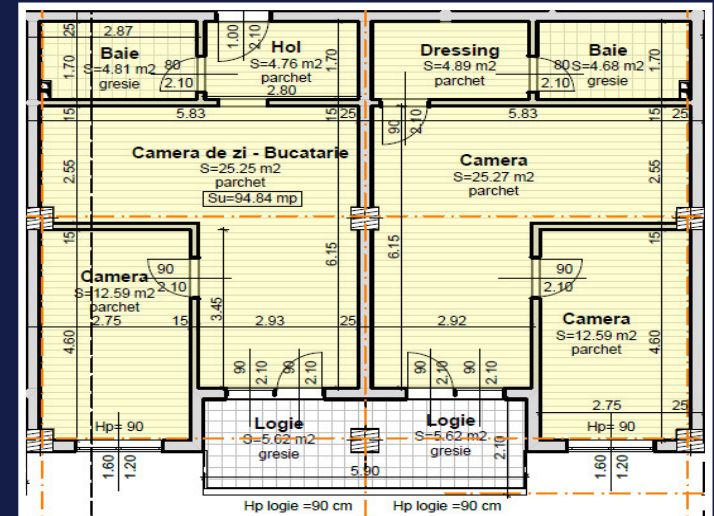 25
2.87
Baie
S=4.81 m2
gresie
1.70
80
2.10
1.00
2.10
Hol
S=4.76 m2
parchet
2.80
1.70
Dressing
S=4.89 m2
parchet
80
2.10
Baie
S=4.68 m2
gresie
1.70
15
5.83
15
25
90
2.10
5.83
15
25
Camera de zi - Bucatarie
S=25.25 m2
parchet
Su=94.84 mp
2.55
Camera
S=25.27 m2
parchet
2.55
15
15
Camera
S=12.59 m2
parchet
90
2.10
2.75
15
4.60
3.45
6.15
2.93
25
6.15
2.92
90
2.10
Camera
S=12.59 m2
parchet
4.60
2.75
25
90
2.10
90
2.10
90
2.10
90
2.10
Hp= 90
Logie
S=5.62 m2
gresie
Logie
S=5.62 m2
gresie
2.10
Hp= 90
1.60
1.20
5.90
1.60
1.20
Hp logie =90 cm
Hp logie =90 cm